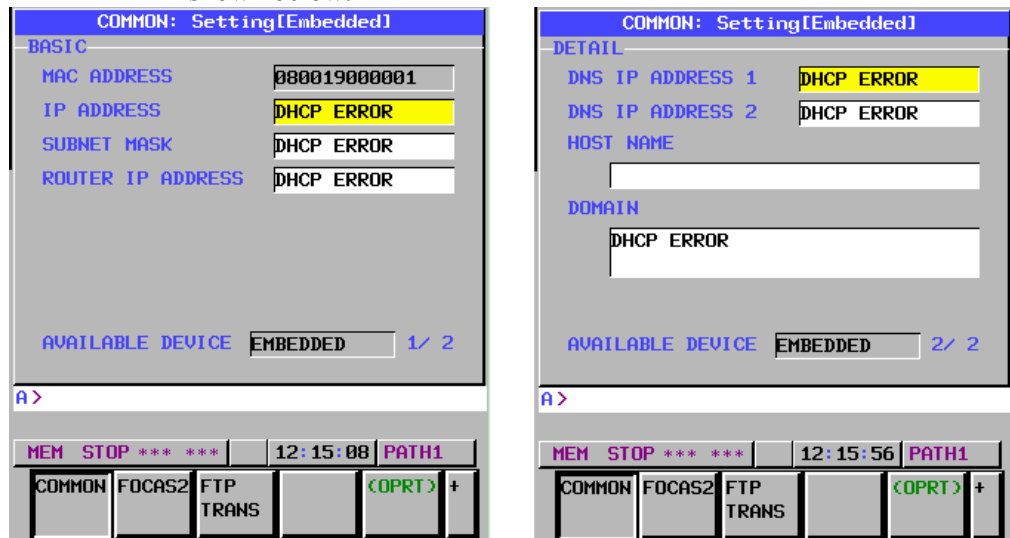 COMMON: Setting[Embedded]
BASIC
MAC ADDRESS 080019000001
IP ADDRESS DHCP ERROR
SUBNET MASK DHCP ERROR
ROUTER IP ADDRESS DHCP ERROR
AVAILABLE DEVICE EMBEDDED 1/ 2
A>
MEM STOP *** *** 12:15:08 PATH1
COMMON FOCAS2 FTP TRANS (OPRT) +
COMMON: Setting[Embedded]
DETAIL
DNS IP ADDRESS 1 DHCP ERROR
DNS IP ADDRESS 2 DHCP ERROR
HOST NAME
DOMAIN
DHCP ERROR
AVAILABLE DEVICE EMBEDDED 2/ 2
A>
MEM STOP *** *** 12:15:56 PATH1
COMMON FOCAS2 FTP TRANS (OPRT) +